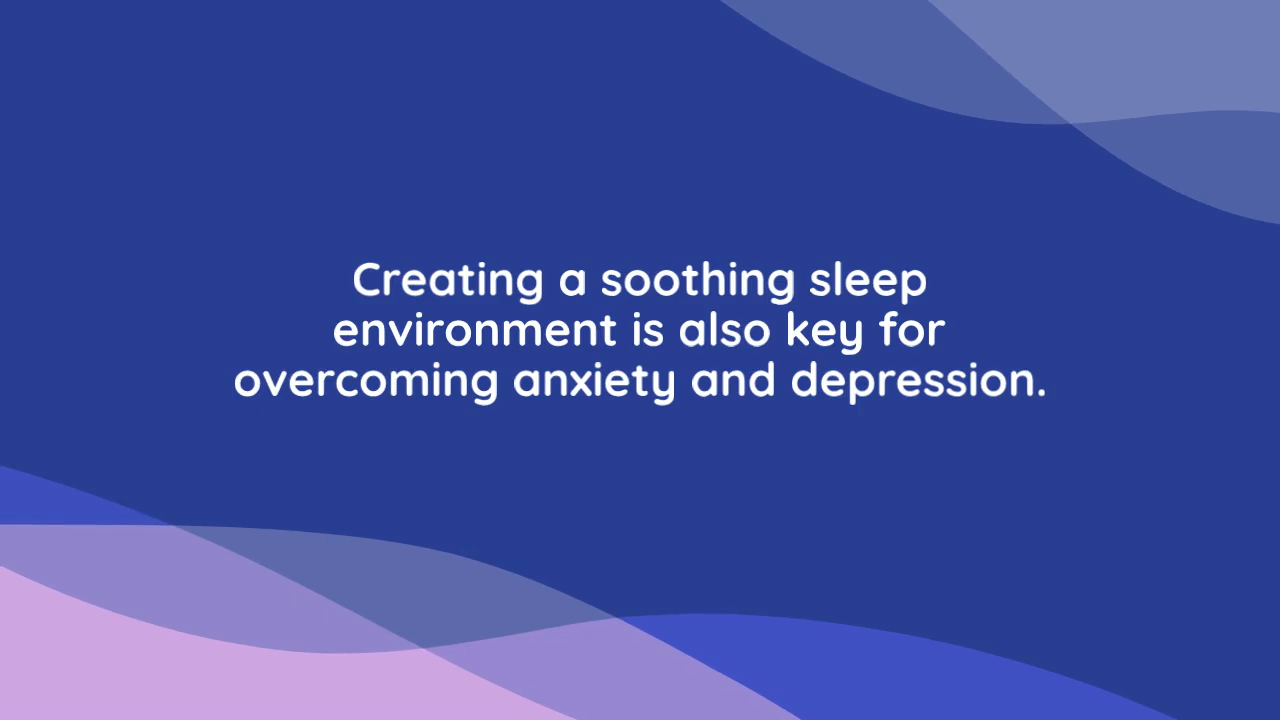 Creating a soothing sleep
environment is also key for
overcoming anxiety and depression.